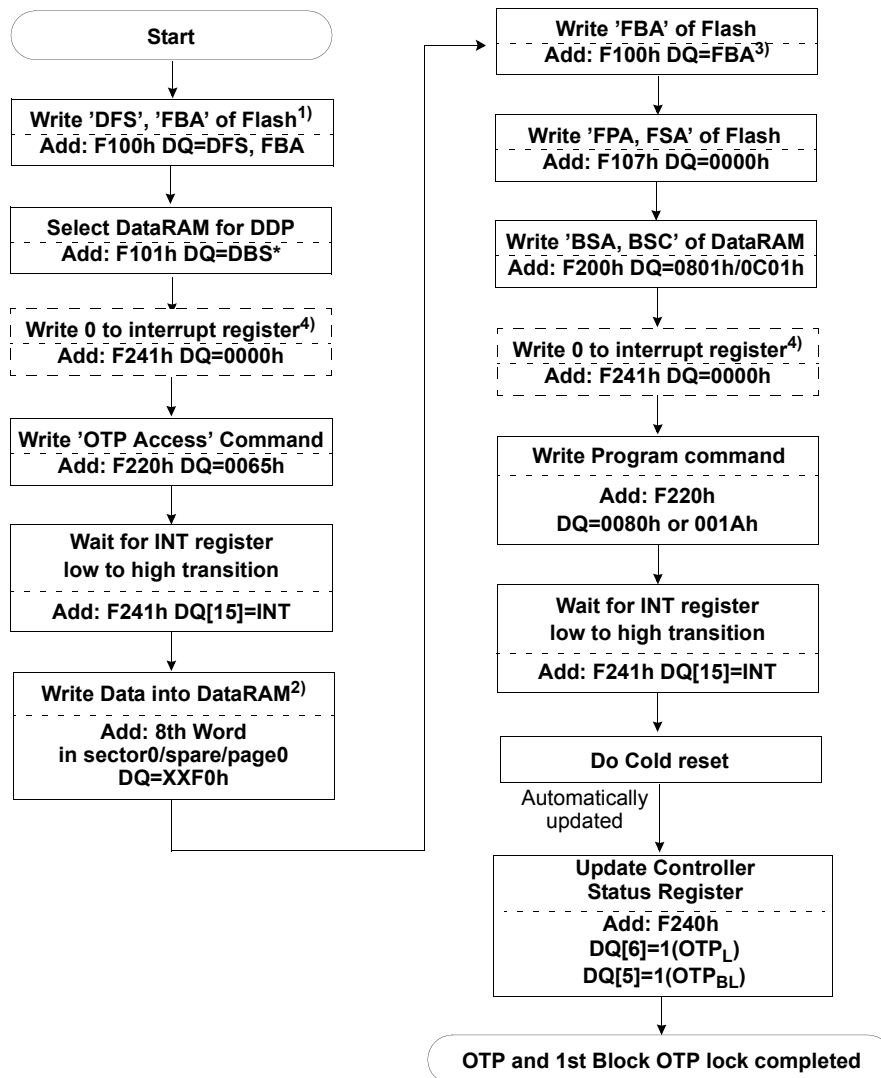 Start
Write ’DFS’, ’FBA’ of Flash1)
Add: F100h DQ=DFS, FBA
Select DataRAM for DDP
Add: F101h DQ=DBS*
Write 0 to interrupt register4)
Add: F241h DQ=0000h
Write ’OTP Access’ Command
Add: F220h DQ=0065h
Wait for INT register
low to high transition
Add: F241h DQ[15]=INT
Write Data into DataRAM2)
Add: 8th Word
in sector0/spare/page0
DQ=XXF0h
Write ’FBA’ of Flash
Add: F100h DQ=FBA3)
Write ’FPA, FSA’ of Flash
Add: F107h DQ=0000h
Write ’BSA, BSC’ of DataRAM
Add: F200h DQ=0801h/0C01h
Write 0 to interrupt register4)
Add: F241h DQ=0000h
Write Program command
Add: F220h
DQ=0080h or 001Ah
Wait for INT register
low to high transition
Add: F241h DQ[15]=INT
Do Cold reset
Automatically
updated
Update Controller
Status Register
Add: F240h
DQ[6]=1(OTPL)
DQ[5]=1(OTPBL)
OTP and 1st Block OTP lock completed